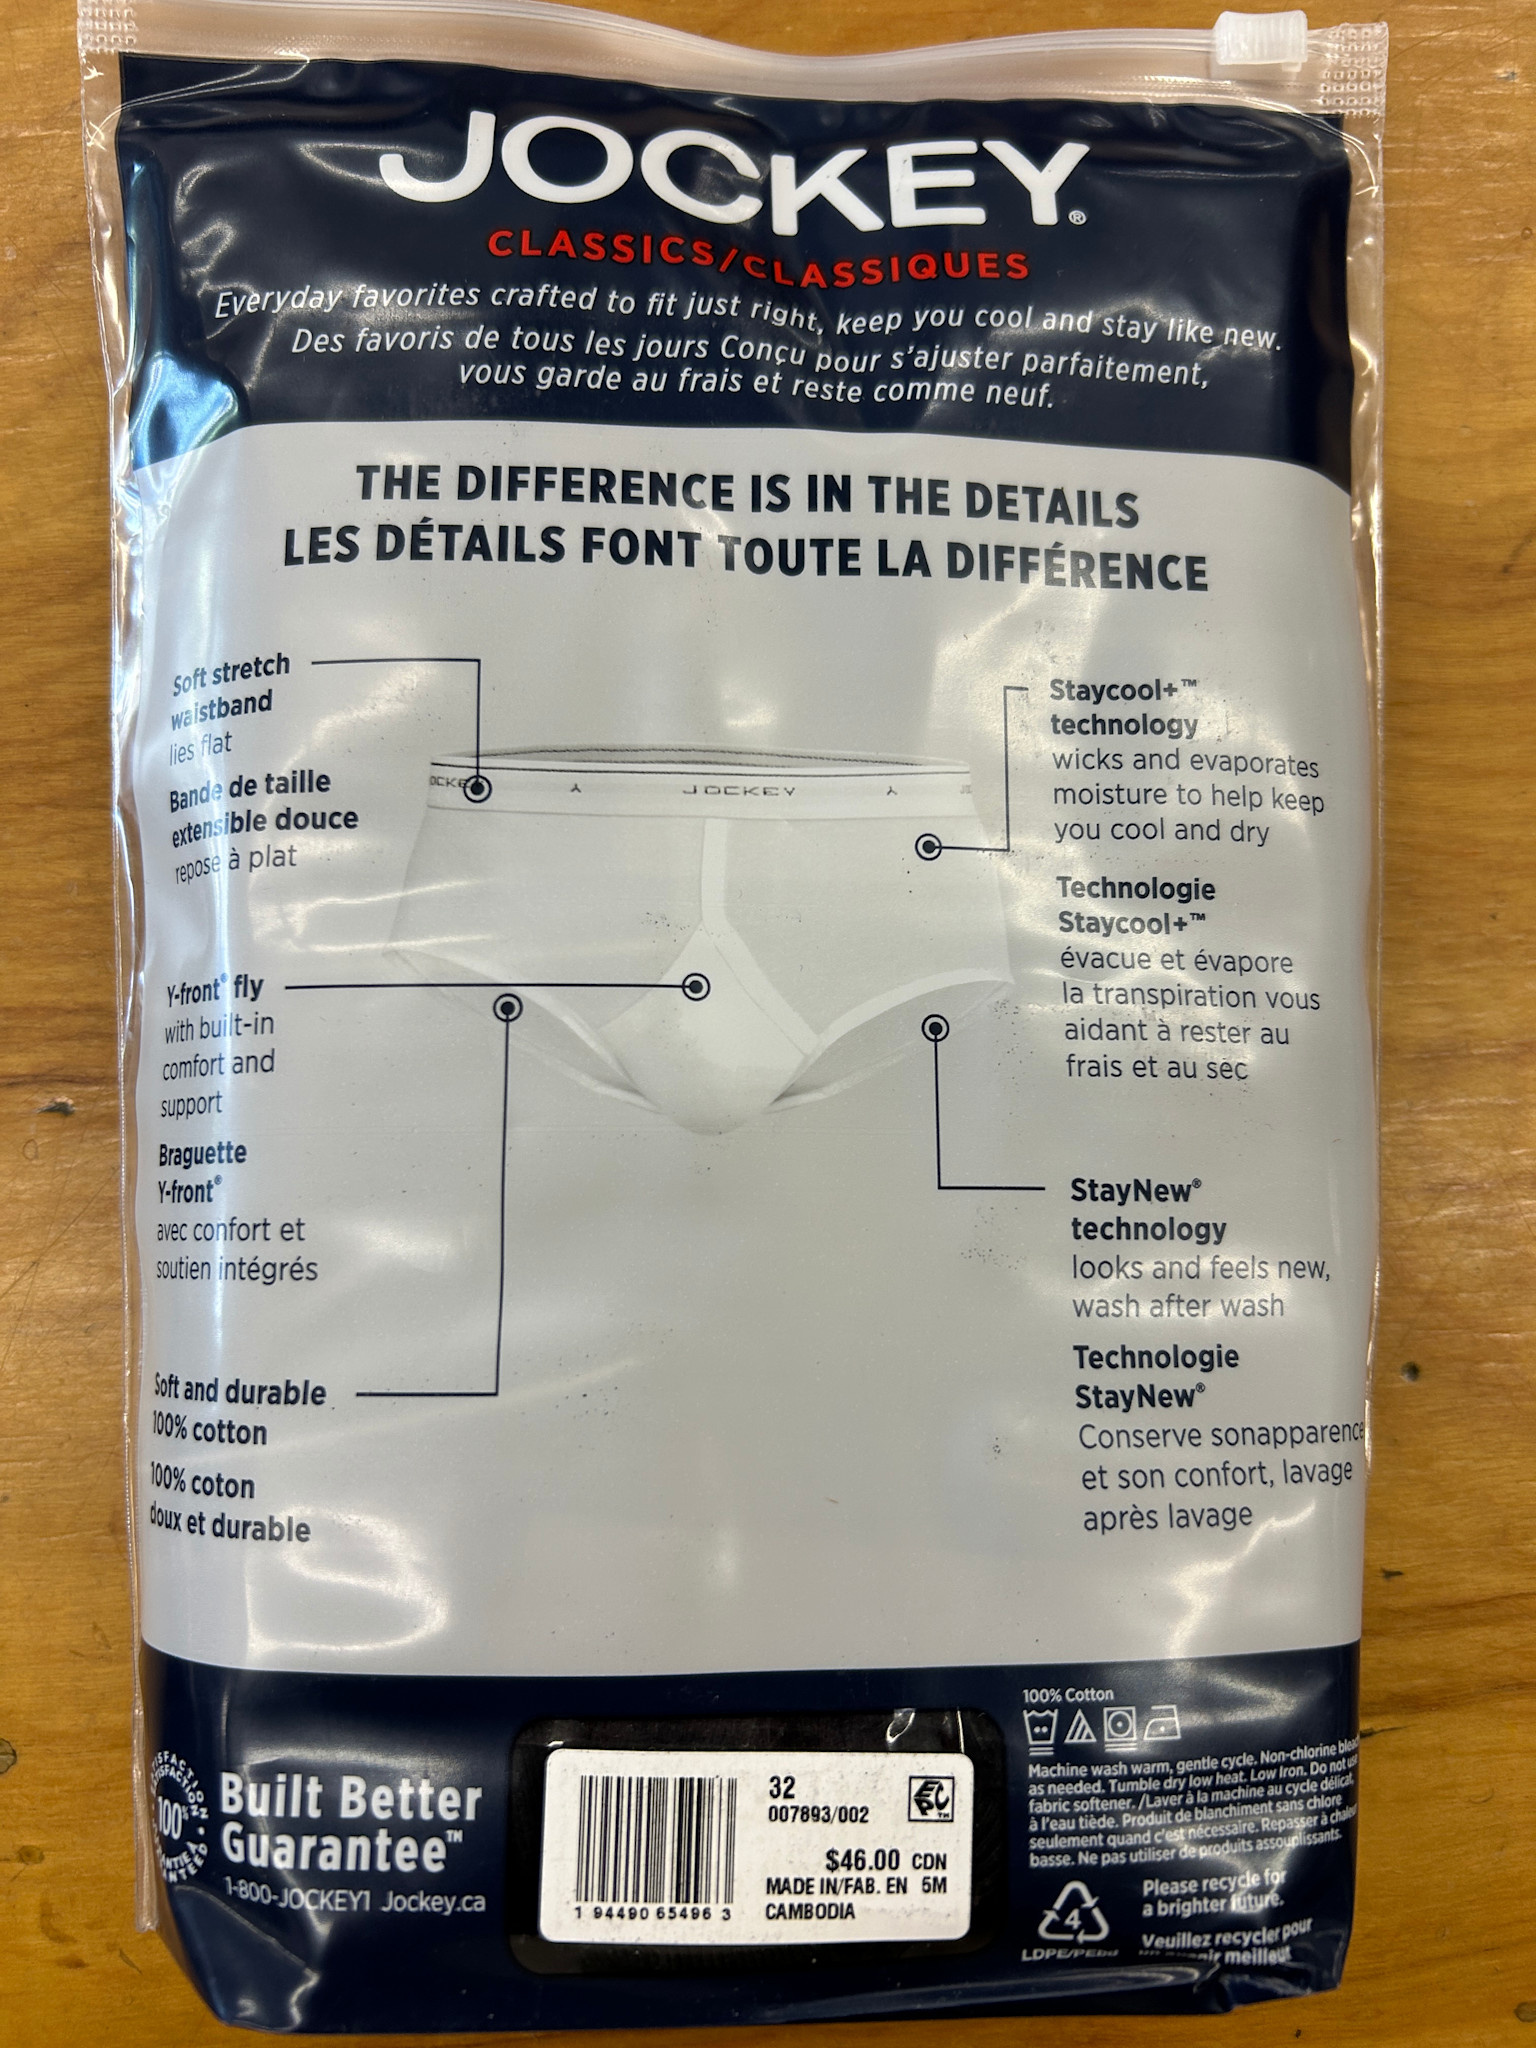 JOCKEY®
CLASSICS/CLASSIQUES
Everyday favorites crafted to fit just right, keep you cool and stay like new.
Des favoris de tous les jours Conçu pour s'ajuster parfaitement,
vous garde au frais et reste comme neuf.
THE DIFFERENCE IS IN THE DETAILS
LES DÉTAILS FONT TOUTE LA DIFFÉRENCE
Soft stretch
waistband
lies flat
Bande de taille
extensible douce
repose à plat
JOCKEY
Y-front® fly
with built-in
comfort and
support
Braguette
Y-front®
avec confort et
soutien intégrés
Soft and durable
100% cotton
100% coton
doux et durable
Staycool+™
technology
wicks and evaporates
moisture to help keep
you cool and dry
Technologie
Staycool+™
évacue et évapore
la transpiration vous
aidant à rester au
frais et au sec
StayNew®
technology
looks and feels new,
wash after wash
Technologie
StayNew®
Conserve sonapparence
et son confort, lavage
après lavage
100%
Built Better
Guarantee™
1-800-JOCKEY1 Jockey.ca
32
007893/002
EPC™
$46.00 CDN
MADE IN/FAB. EN 5M
CAMBODIA
1 94490 65496 3
100% Cotton
Machine wash warm, gentle cycle. Non-chlorine
as needed. Tumble dry low heat. Low Iron. Do not use
fabric softener. /Laver à la machine au cycle délicat,
à l'eau tiède. Produit de blanchiment sans chlore
seulement quand c'est nécessaire. Repasser à
basse. Ne pas utiliser de produits assouplissants.
4
LDPE/PEbd
Please recycle for
a brighter future.
Veuillez recycler pour
meilleur